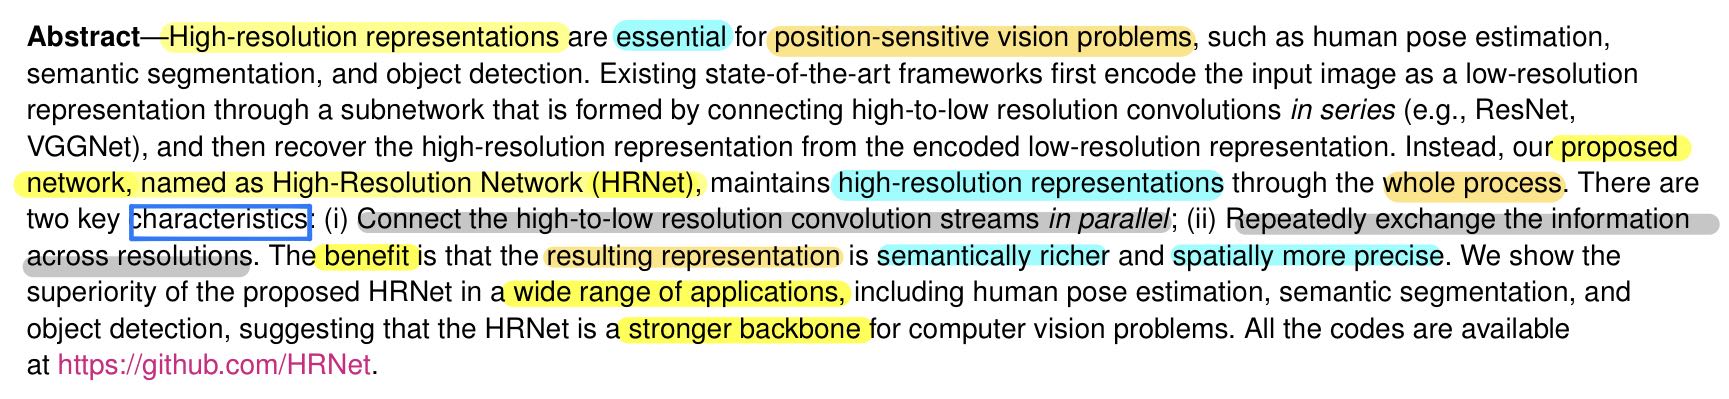 Abstract—High-resolution representations are essential for position-sensitive vision problems, such as human pose estimation,
semantic segmentation, and object detection. Existing state-of-the-art frameworks first encode the input image as a low-resolution
representation through a subnetwork that is formed by connecting high-to-low resolution convolutions in series (e.g., ResNet,
VGGNet), and then recover the high-resolution representation from the encoded low-resolution representation. Instead, our proposed
network, named as High-Resolution Network (HRNet), maintains high-resolution representations through the whole process. There are
two key characteristics: (i) Connect the high-to-low resolution convolution streams in parallel; (ii) Repeatedly exchange the information
across resolutions. The benefit is that the resulting representation is semantically richer and spatially more precise. We show the
superiority of the proposed HRNet in a wide range of applications, including human pose estimation, semantic segmentation, and
object detection, suggesting that the HRNet is a stronger backbone for computer vision problems. All the codes are available
at https://github.com/HRNet.